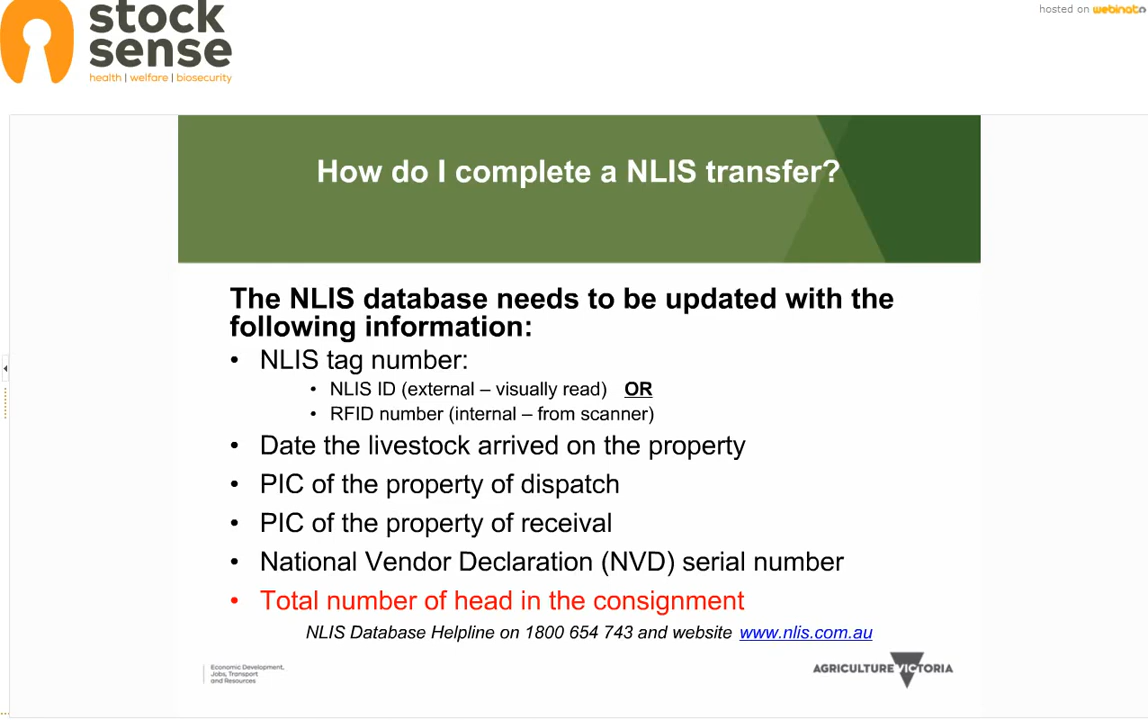 stock
sense
health | welfare | biosecurity
hosted on webinato
How do I complete a NLIS transfer?
The NLIS database needs to be updated with the
following information:
• NLIS tag number:
• NLIS ID (external – visually read) OR
• RFID number (internal – from scanner)
• Date the livestock arrived on the property
• PIC of the property of dispatch
• PIC of the property of receival
• National Vendor Declaration (NVD) serial number
• Total number of head in the consignment
NLIS Database Helpline on 1800 654 743 and website www.nlis.com.au
Economic Development,
Jobs, Transport
and Resources
AGRICULTURE VICTORIA